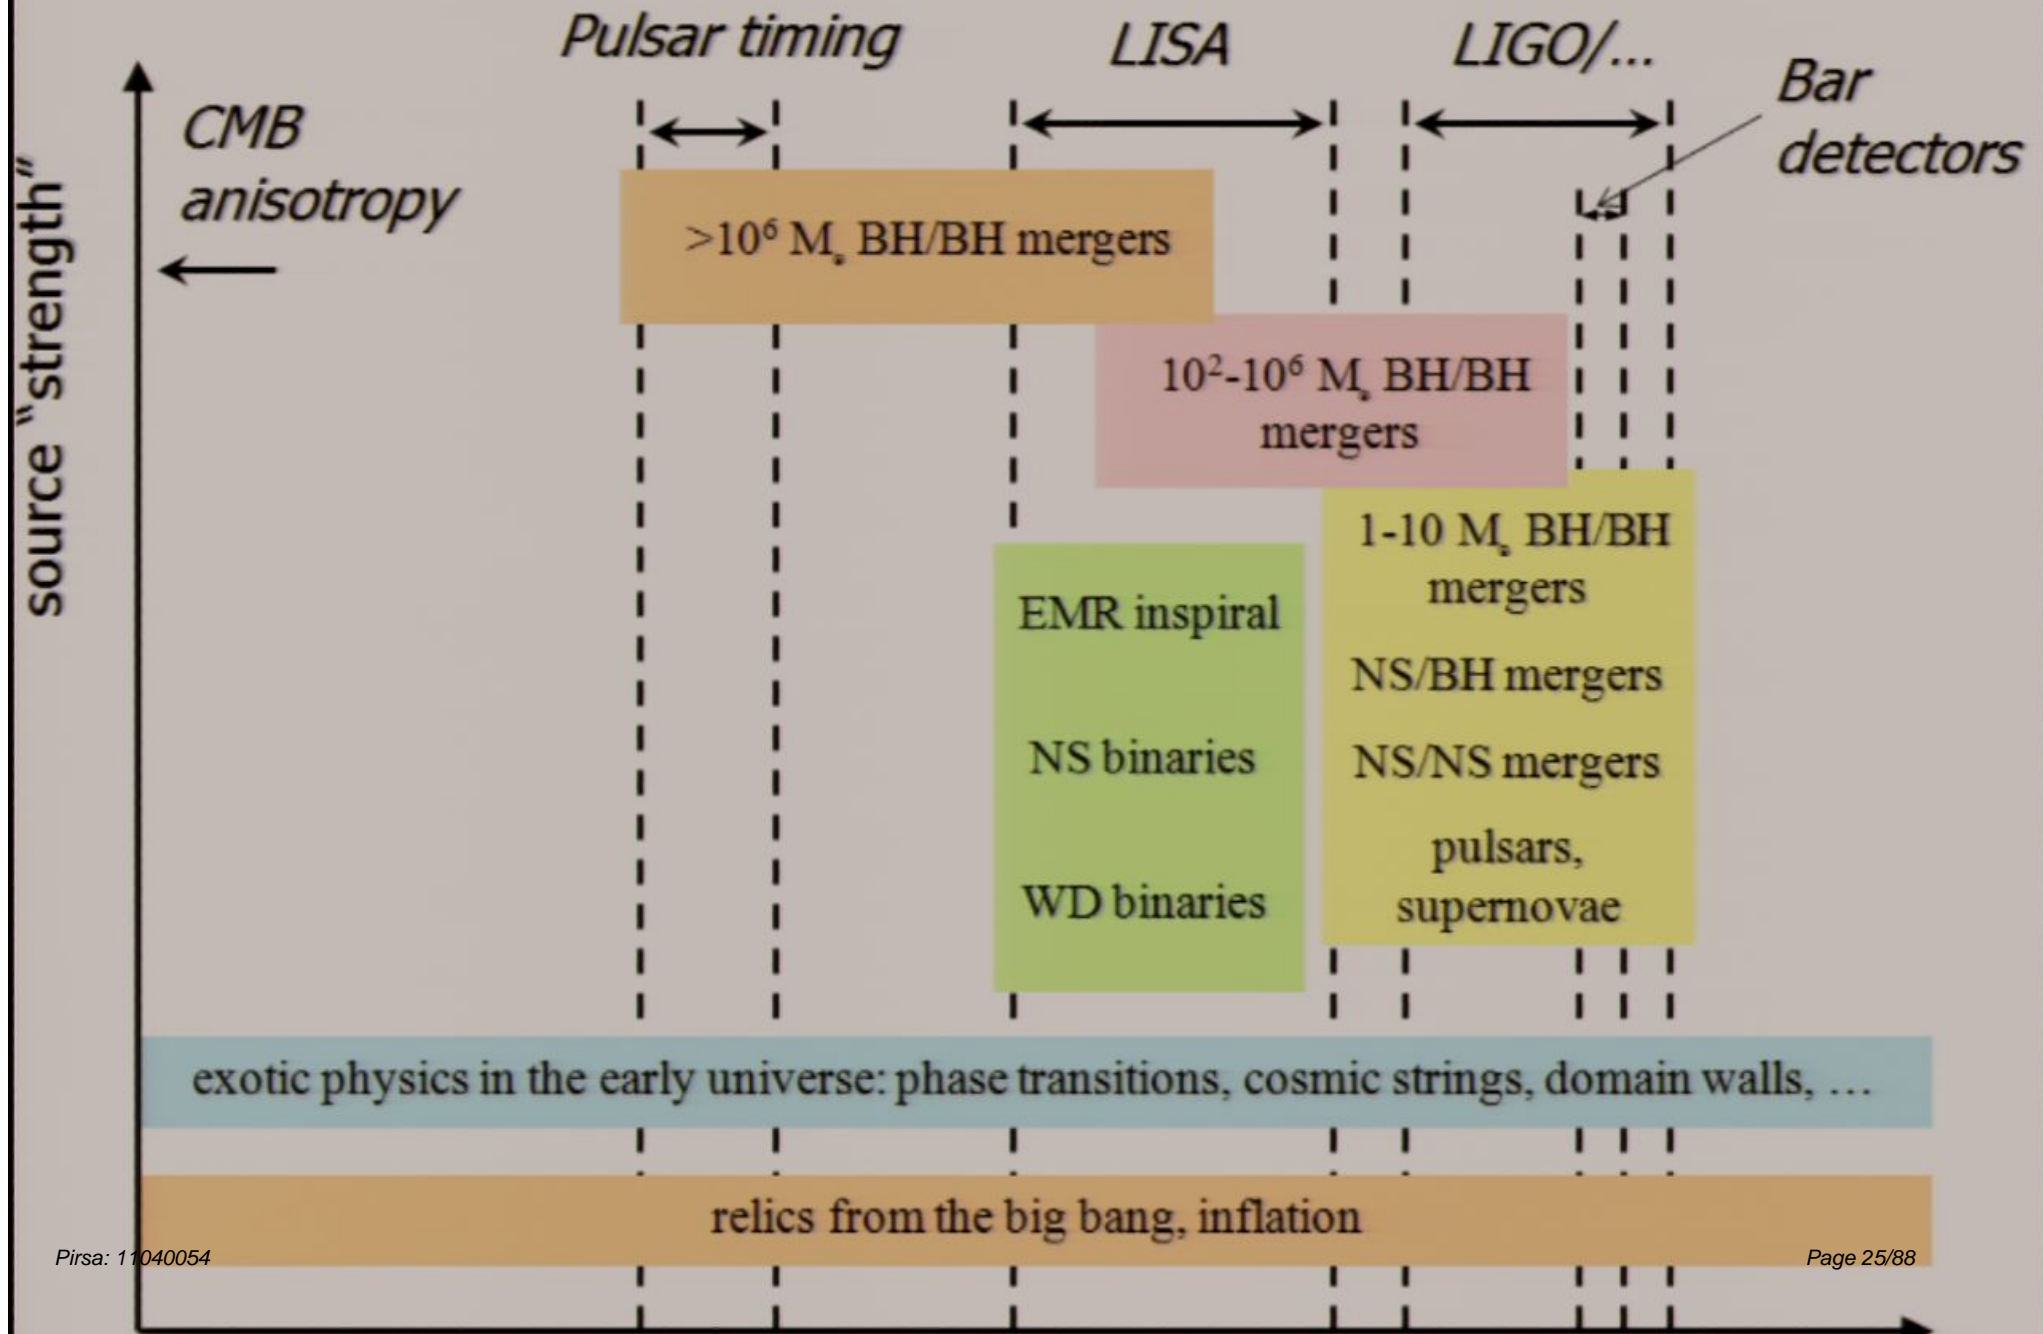 Pulsar timing
LISA
LIGO/...
Bar
detectors
CMB
anisotropy
source "strength"
>10⁶ M. BH/BH mergers
10²-10⁶ M. BH/BH
mergers
1-10 M. BH/BH
mergers
NS/BH mergers
NS/NS mergers
pulsars,
supernovae
EMR inspiral
NS binaries
WD binaries
exotic physics in the early universe: phase transitions, cosmic strings, domain walls, …
relics from the big bang, inflation
Pirsa: 11040054
Page 25/88